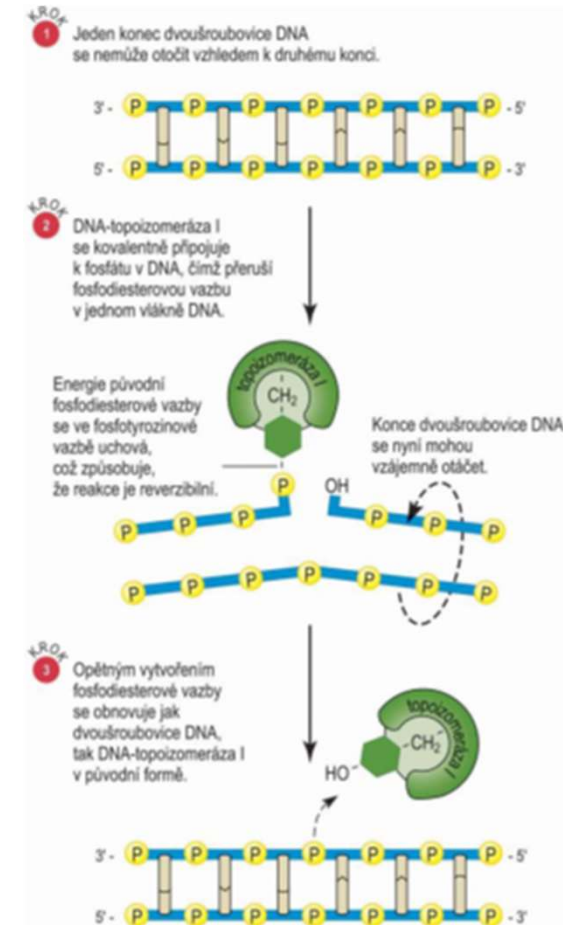 KROK
1
Jeden konec dvoušroubovice DNA
se nemůže otočit vzhledem k druhému konci.
3'- P P P P P P P -5'
5'- P P P P P P P -3'
KROK
2
DNA-topoizomeráza I
se kovalentně připojuje
k fosfátu v DNA, čímž přeruší
fosfodiesterovou vazbu
v jednom vlákně DNA.
topoizomeráza I
CH₂
Energie původní
fosfodiesterové vazby
se ve fosfotyrozinové
vazbě uchová,
což způsobuje,
že reakce je reverzibilní.
Konce dvoušroubovice DNA
se nyní mohou
vzájemně otáčet.
P OH
P P P P P P
P P P P P P P
KROK
3
Opětným vytvořením
fosfodiesterové vazby
se obnovuje jak
dvoušroubovice DNA,
tak DNA-topoizomeráza I
v původní formě.
topoizomeráza I
CH₂
HO
3'- P P P P P P P -5'
5'- P P P P P P P -3'